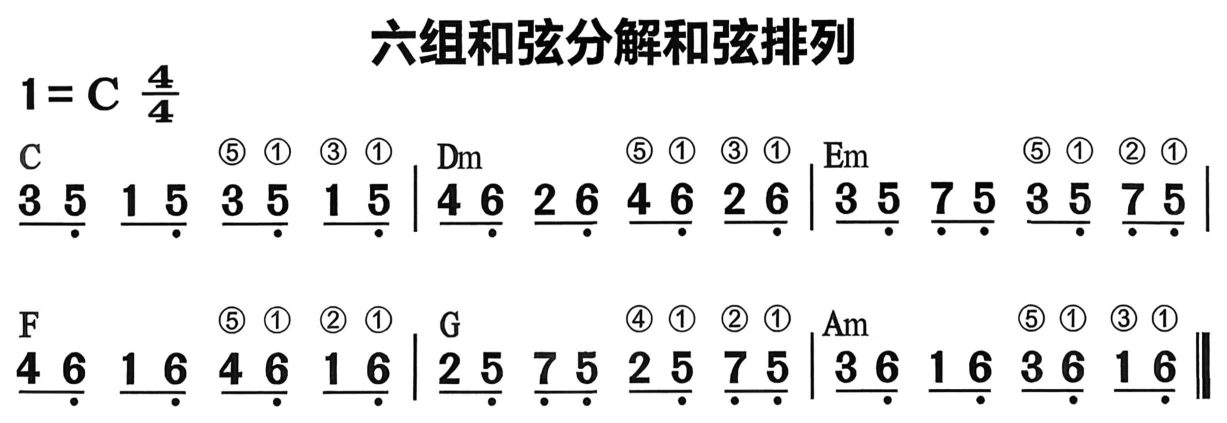 六组和弦分解和弦排列
1= C 4/4
C ⑤ ① ③ ① Dm ⑤ ① ③ ① Em ⑤ ① ② ①
3 5̣ 1 5̣ 3 5̣ 1 5̣ | 4 6̣ 2 6̣ 4 6̣ 2 6̣ | 3 5̣ 7̣ 5̣ 3 5̣ 7̣ 5̣ |
F ⑤ ① ② ① G ④ ① ② ① Am ⑤ ① ③ ①
4 6̣ 1 6̣ 4 6̣ 1 6̣ | 2 5̣ 7̣ 5̣ 2 5̣ 7̣ 5̣ | 3 6̣ 1 6̣ 3 6̣ 1 6̣ ‖